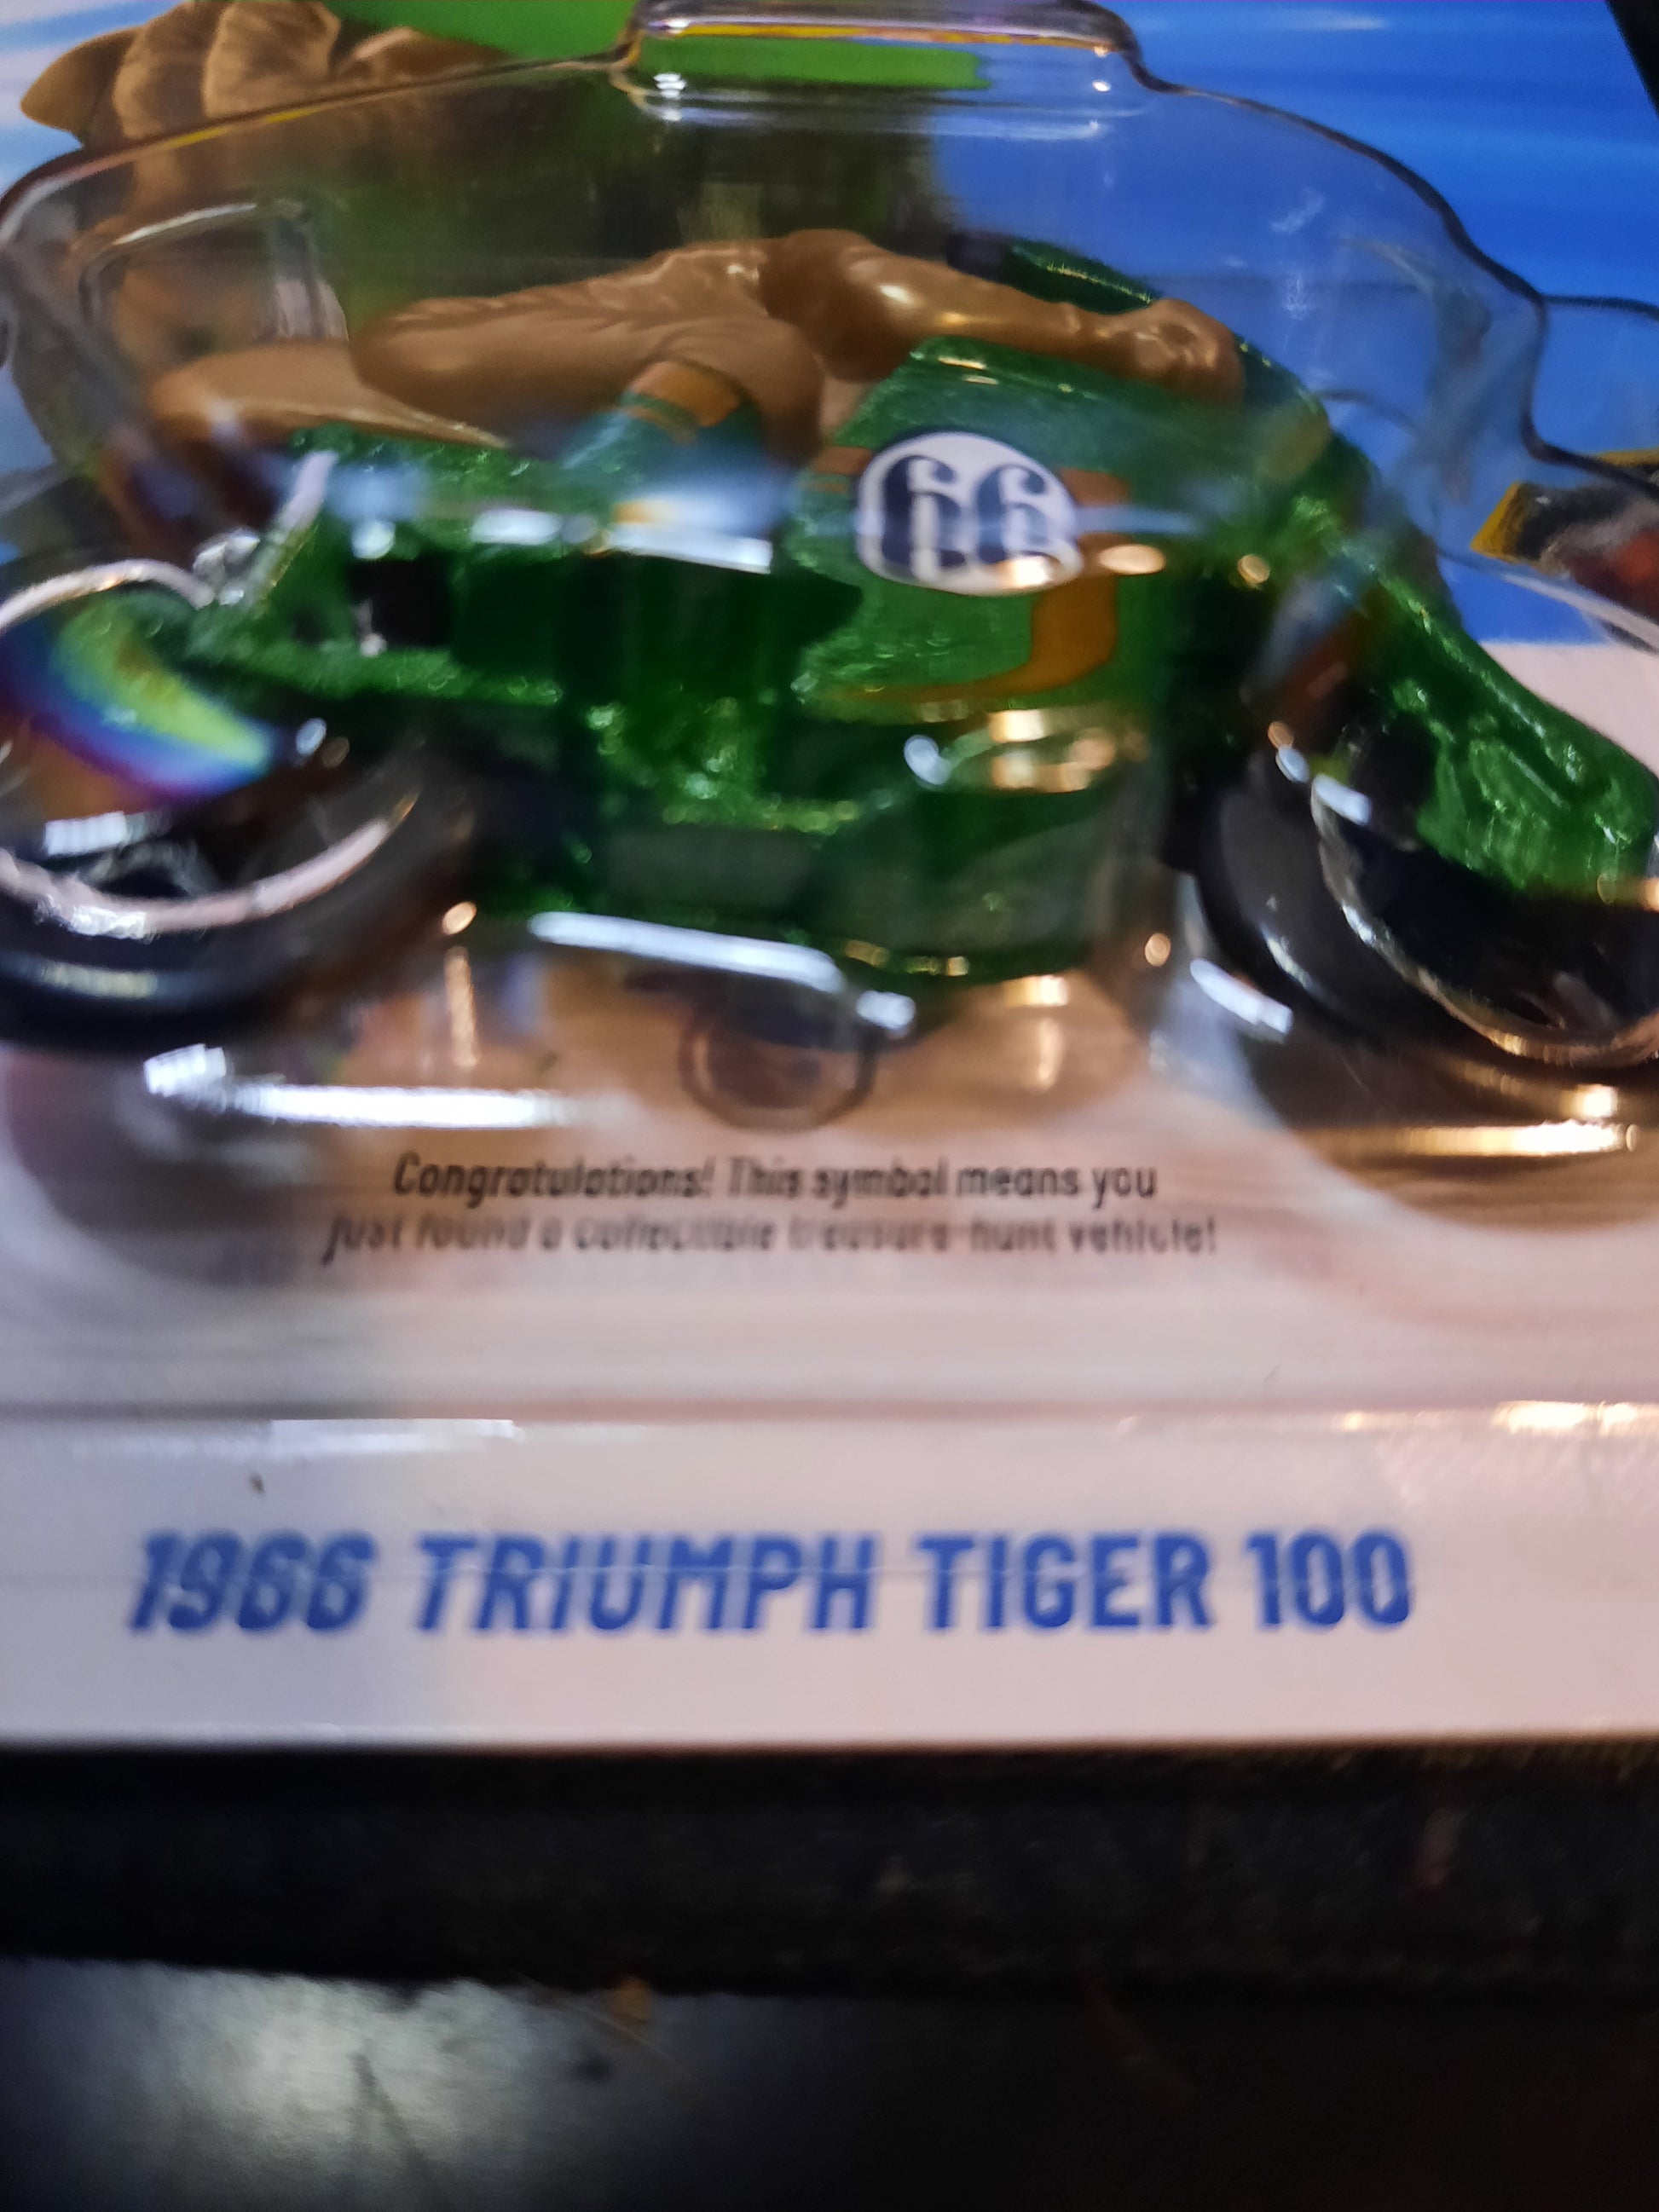 66
Congratulations! This symbol means you
just found a collectible treasure-hunt vehicle!
1966 TRIUMPH TIGER 100